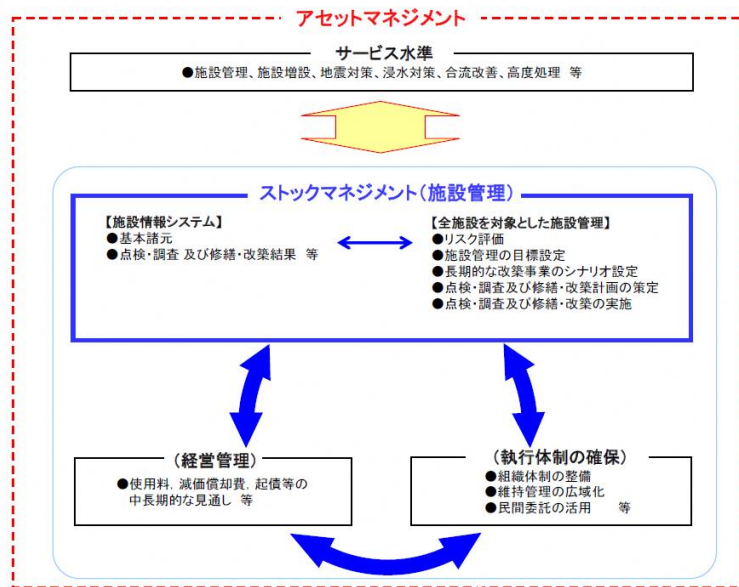 アセットマネジメント
サービス水準
●施設管理、施設増設、地震対策、浸水対策、合流改善、高度処理 等
ストックマネジメント(施設管理)
【施設情報システム】
●基本諸元
●点検・調査 及び修繕・改築結果 等
【全施設を対象とした施設管理】
●リスク評価
●施設管理の目標設定
●長期的な改築事業のシナリオ設定
●点検・調査及び修繕・改築計画の策定
●点検・調査及び修繕・改築の実施
(経営管理)
●使用料, 減価償却費, 起債等の
中長期的な見通し 等
(執行体制の確保)
●組織体制の整備
●維持管理の広域化
●民間委託の活用 等